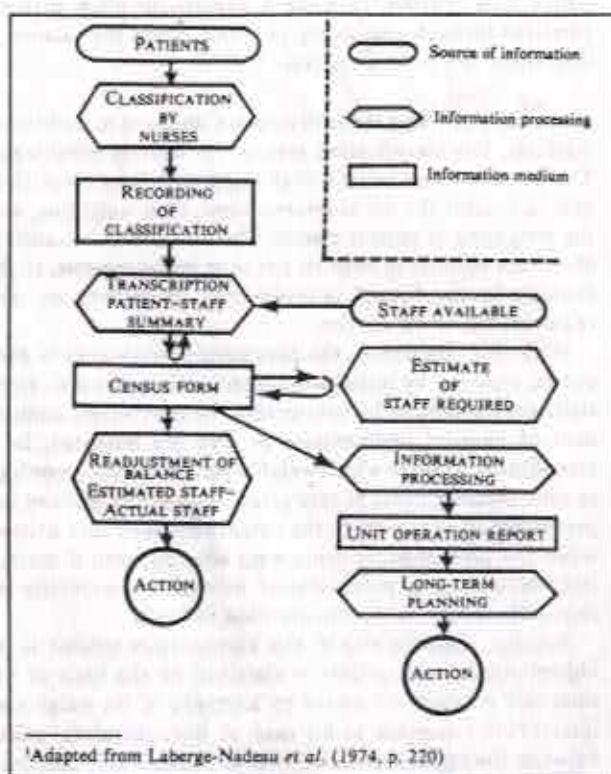 PATIENTS
CLASSIFICATION
BY
NURSES
RECORDING
OF
CLASSIFICATION
TRANSCRIPTION
PATIENT-STAFF
SUMMARY
CENSUS FORM
READJUSTMENT OF
BALANCE
ESTIMATED STAFF-
ACTUAL STAFF
ACTION
Source of information
Information processing
Information medium
STAFF AVAILABLE
ESTIMATE
OF
STAFF REQUIRED
INFORMATION
PROCESSING
UNIT OPERATION REPORT
LONG-TERM
PLANNING
ACTION
¹Adapted from Laberge-Nadeau et al. (1974, p. 220)